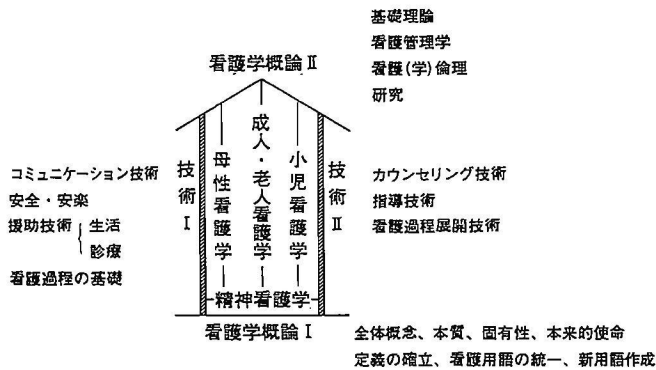 基礎理論
看護管理学
看護(学)倫理
研究
看護学概論Ⅱ
コミュニケーション技術
安全・安楽
援助技術 生活
診療
看護過程の基礎
技術Ⅰ
母性看護学
成人・老人看護学
小児看護学
技術Ⅱ
カウンセリング技術
指導技術
看護過程展開技術
精神看護学
看護学概論Ⅰ
全体概念、本質、固有性、本来的使命
定義の確立、看護用語の統一、新用語作成